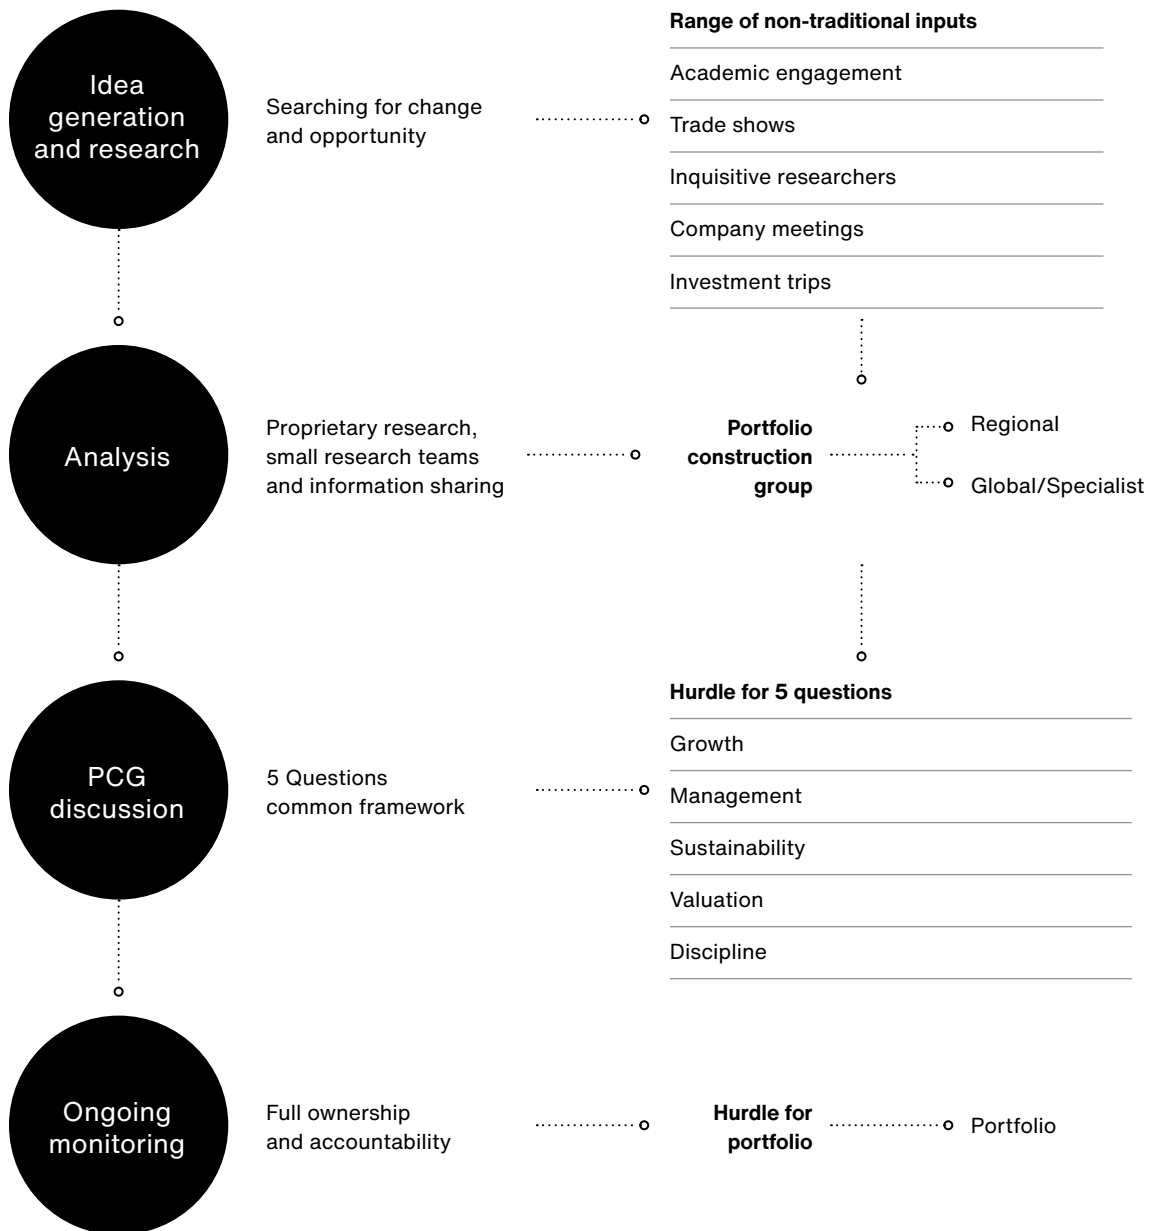 Idea
generation
and research
Searching for change
and opportunity
Range of non-traditional inputs
Academic engagement
Trade shows
Inquisitive researchers
Company meetings
Investment trips
Analysis
Proprietary research,
small research teams
and information sharing
Portfolio
construction
group
Regional
Global/Specialist
PCG
discussion
5 Questions
common framework
Hurdle for 5 questions
Growth
Management
Sustainability
Valuation
Discipline
Ongoing
monitoring
Full ownership
and accountability
Hurdle for
portfolio
Portfolio